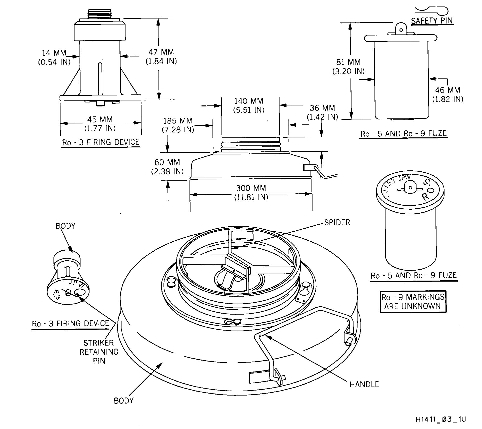 SAFETY PIN
14 MM
(0.54 IN)
47 MM
(1.84 IN)
81 MM
(3.20 IN)
46 MM
(1.82 IN)
45 MM
(1.77 IN)
Ro - 3 FIRING DEVICE
140 MM
(5.51 IN)
36 MM
(1.42 IN)
185 MM
(7.28 IN)
60 MM
(2.38 IN)
300 MM
(11.81 IN)
Ro - 5 AND Ro - 9 FUZE
BODY
SPIDER
Ro - 5 AND Ro - 9 FUZE
Ro - 9 MARKINGS
ARE UNKNOWN
Ro - 3 FIRING DEVICE
STRIKER
RETAINING
PIN
HANDLE
BODY